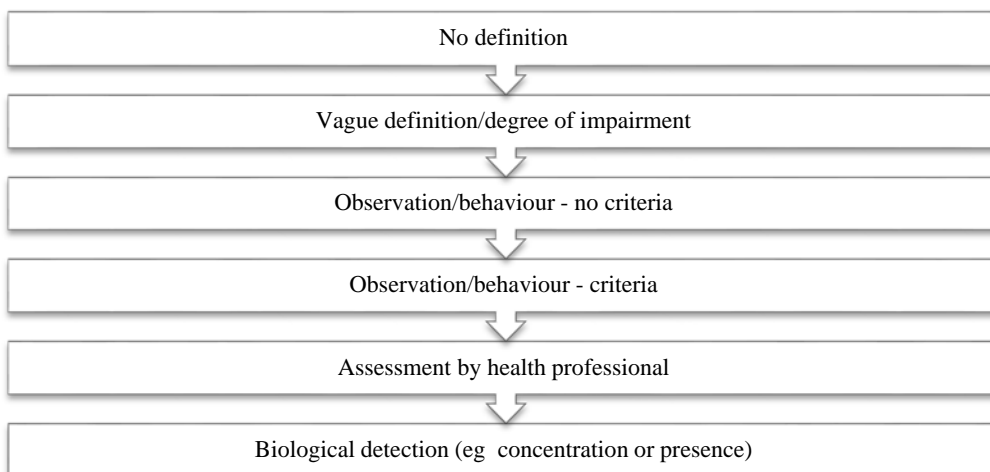 No definition
Vague definition/degree of impairment
Observation/behaviour - no criteria
Observation/behaviour - criteria
Assessment by health professional
Biological detection (eg  concentration or presence)